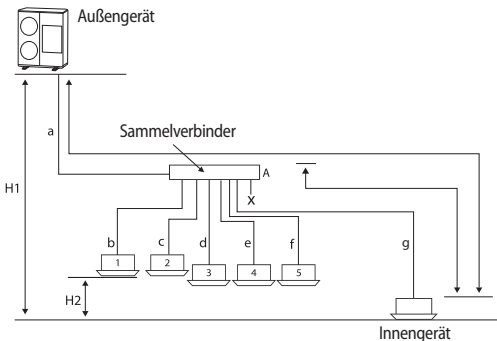 Außengerät
a
Sammelverbinder
A
H1
x
b
c
d
e
f
g
1
2
3
4
5
H2
Innengerät